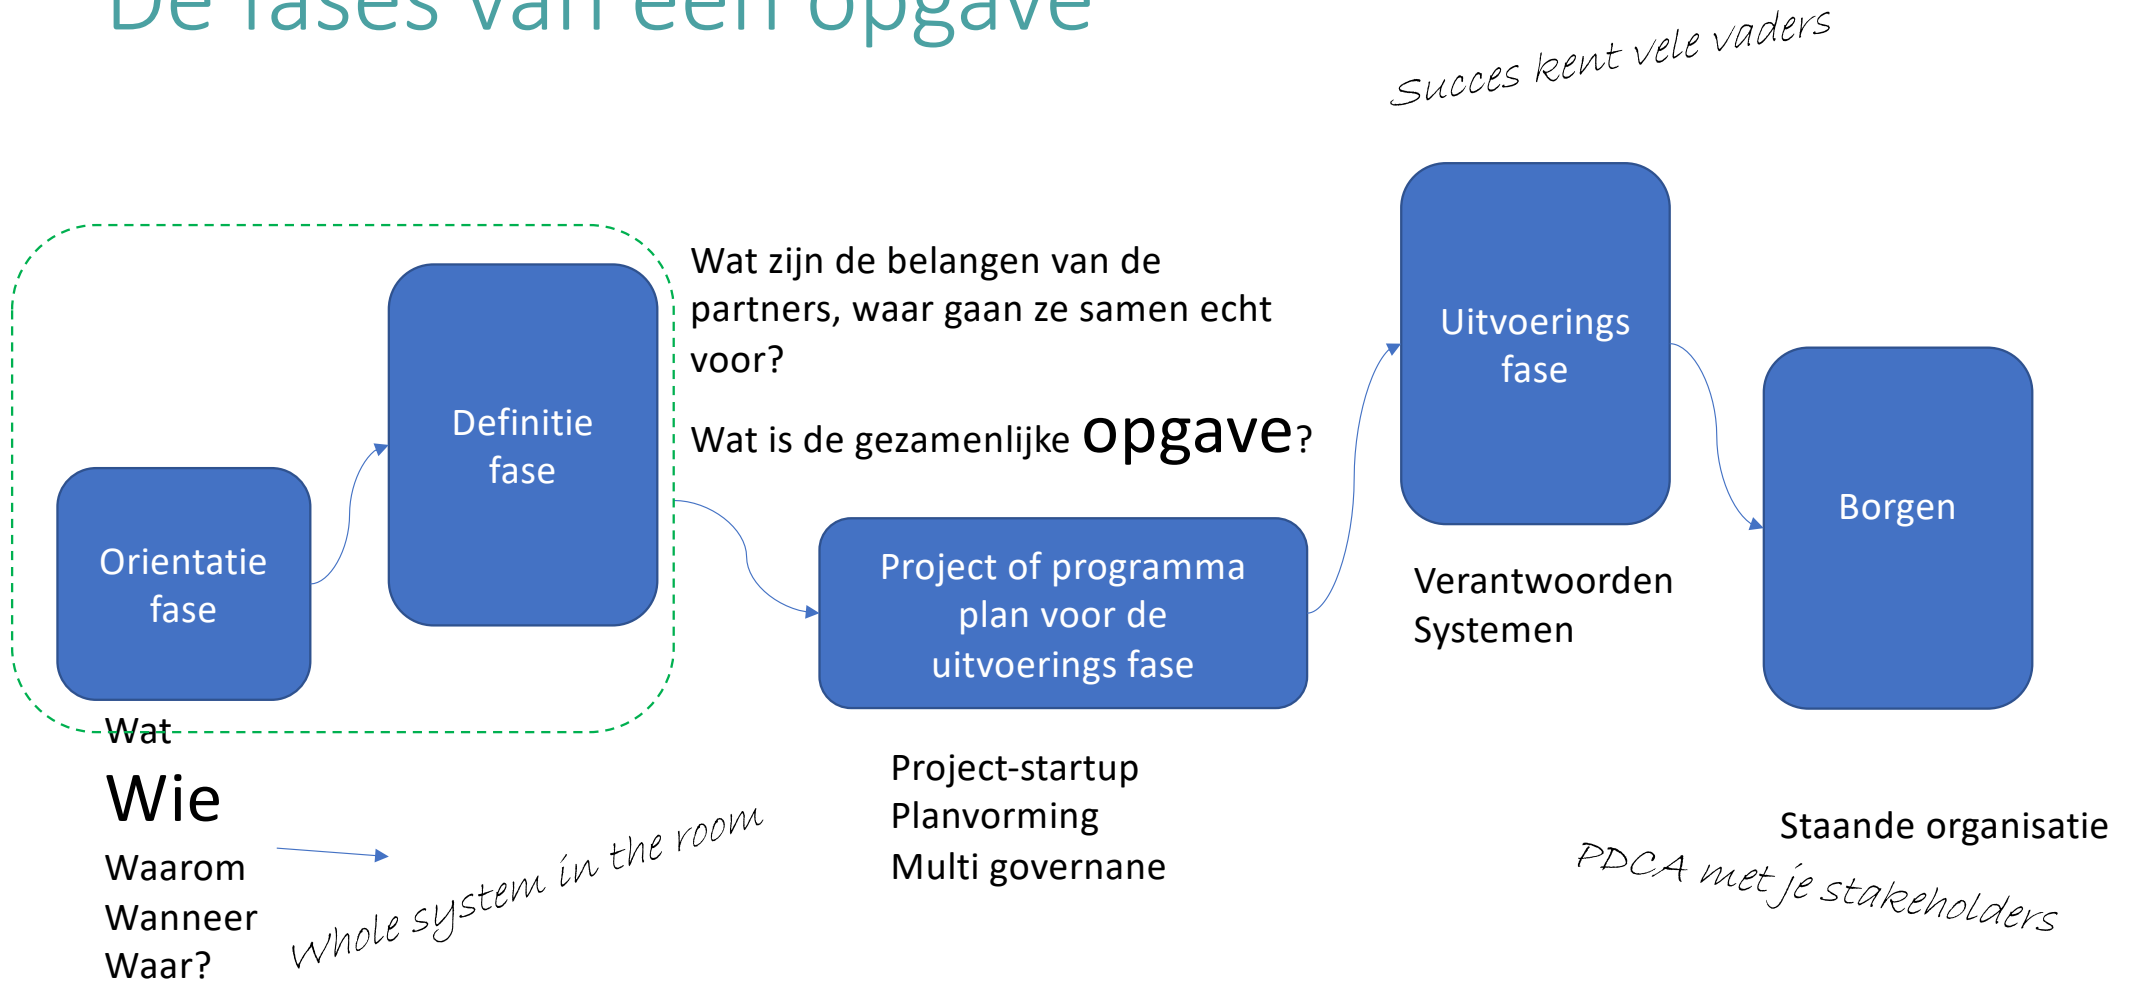 De fases van een opgave
Succes kent vele vaders
Wat zijn de belangen van de
partners, waar gaan ze samen echt
voor?
Wat is de gezamenlijke opgave?
Orientatie
fase
Definitie
fase
Project of programma
plan voor de
uitvoerings fase
Uitvoerings
fase
Borgen
Verantwoorden
Systemen
Wat
Wie
Waarom
Wanneer
Waar?
Whole system in the room
Project-startup
Planvorming
Multi governane
Staande organisatie
PDCA met je stakeholders